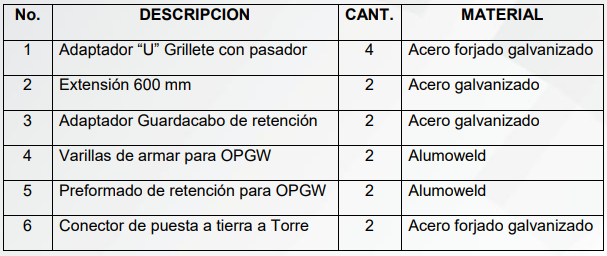 No. DESCRIPCION CANT. MATERIAL
1 Adaptador “U” Grillete con pasador 4 Acero forjado galvanizado
2 Extensión 600 mm 2 Acero galvanizado
3 Adaptador Guardacabo de retención 2 Acero galvanizado
4 Varillas de armar para OPGW 2 Alumoweld
5 Preformado de retención para OPGW 2 Alumoweld
6 Conector de puesta a tierra a Torre 2 Acero forjado galvanizado